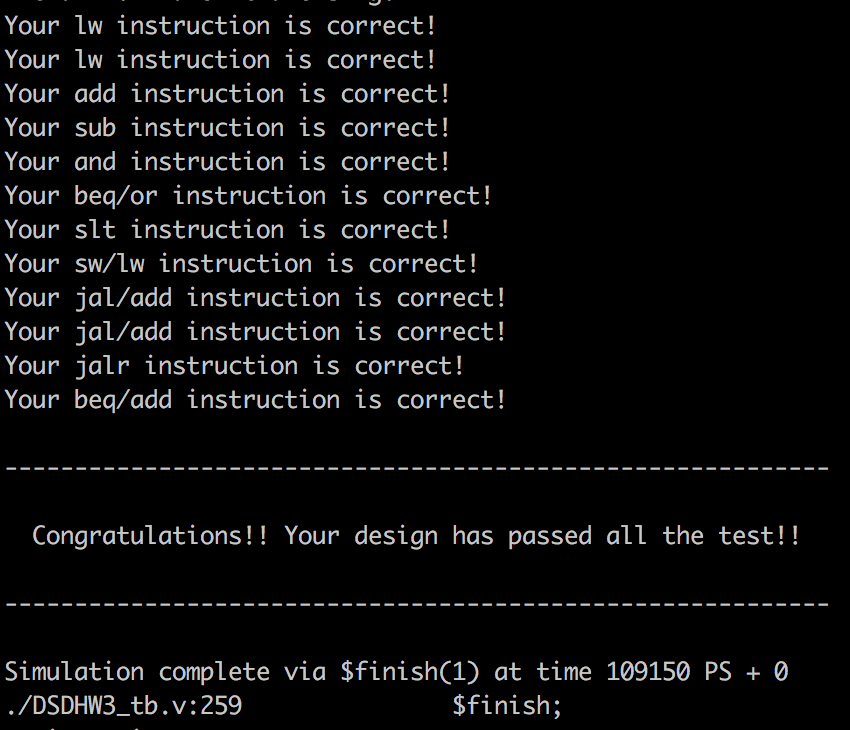 Your lw instruction is correct!
Your lw instruction is correct!
Your add instruction is correct!
Your sub instruction is correct!
Your and instruction is correct!
Your beq/or instruction is correct!
Your slt instruction is correct!
Your sw/lw instruction is correct!
Your jal/add instruction is correct!
Your jal/add instruction is correct!
Your jalr instruction is correct!
Your beq/add instruction is correct!
-----------------------------------------------------------
Congratulations!! Your design has passed all the test!!
-----------------------------------------------------------
Simulation complete via $finish(1) at time 109150 PS + 0
./DSDHW3_tb.v:259 $finish;